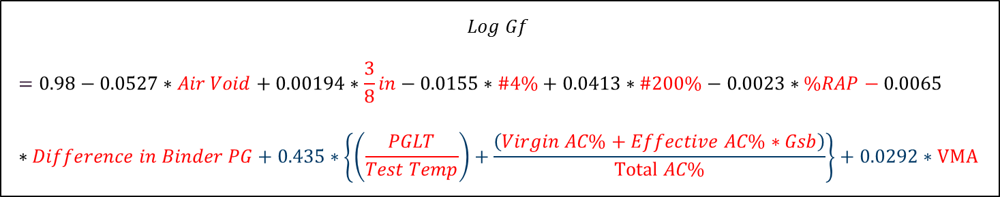 Log Gf
= 0.98 − 0.0527 * Air Void + 0.00194 * 3/8 in − 0.0155 * #4% + 0.0413 * #200% − 0.0023 * %RAP − 0.0065
* Difference in Binder PG + 0.435 * {(PGLT/Test Temp) + (Virgin AC% + Effective AC% * Gsb)/Total AC%} + 0.0292 * VMA